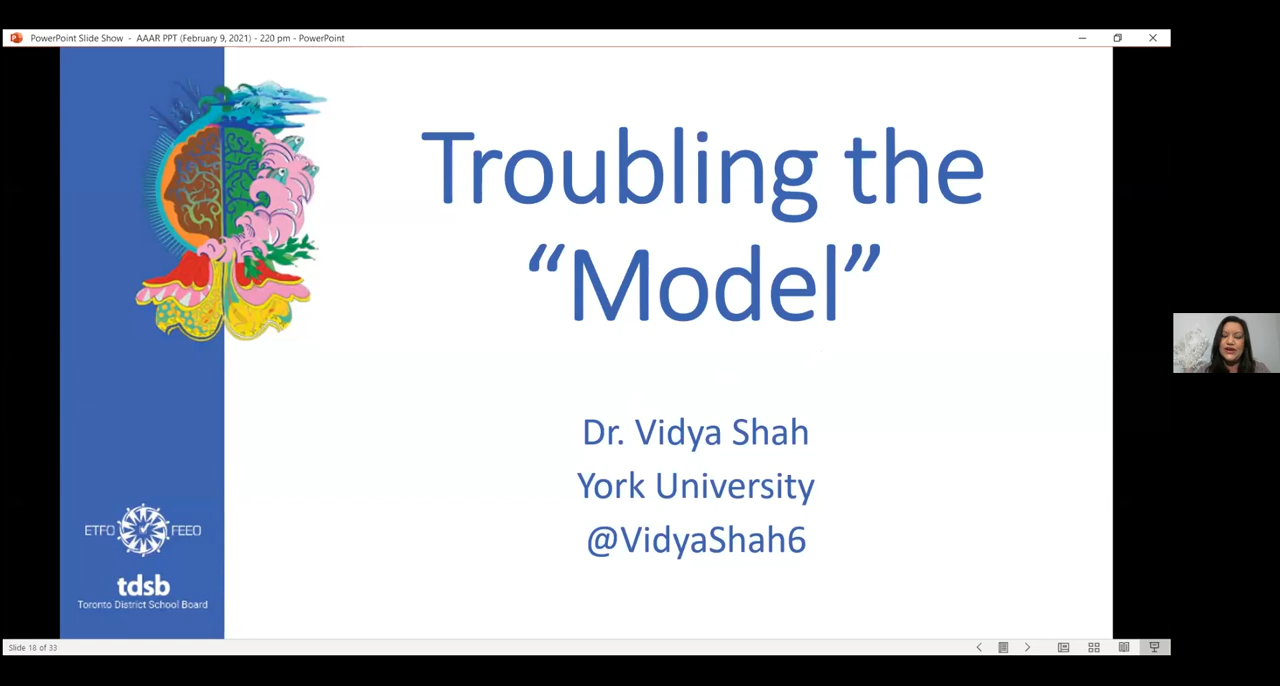 PowerPoint Slide Show - AAAR PPT (February 9, 2021) - 220 pm - PowerPoint
Troubling the
“Model”
Dr. Vidya Shah
York University
@VidyaShah6
ETFO FEEO
tdsb
Toronto District School Board
Slide 18 of 33